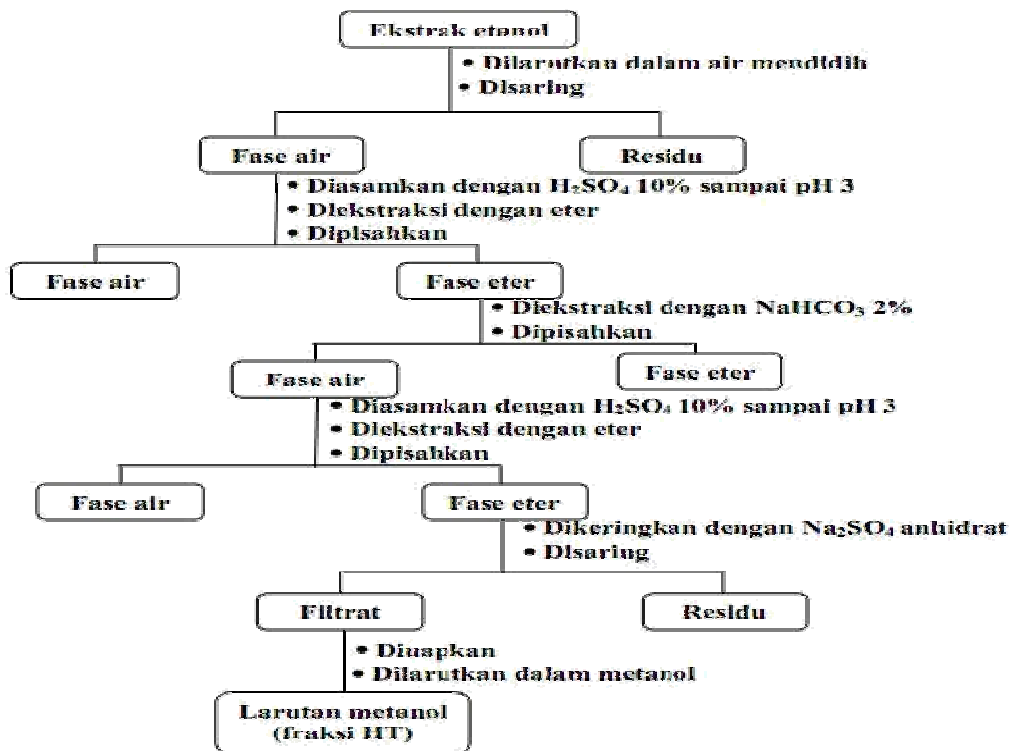 Ekstrak etanol
• Dilarutkan dalam air mendidih
• Disaring
Fase air
Residu
• Diasamkan dengan H₂SO₄ 10% sampai pH 3
• Diekstraksi dengan eter
• Dipisahkan
Fase air
Fase eter
• Diekstraksi dengan NaHCO₃ 2%
• Dipisahkan
Fase air
Fase eter
• Diasamkan dengan H₂SO₄ 10% sampai pH 3
• Diekstraksi dengan eter
• Dipisahkan
Fase air
Fase eter
• Dikeringkan dengan Na₂SO₄ anhidrat
• Disaring
Filtrat
Residu
• Diuapkan
• Dilarutkan dalam metanol
Larutan metanol
(fraksi HT)